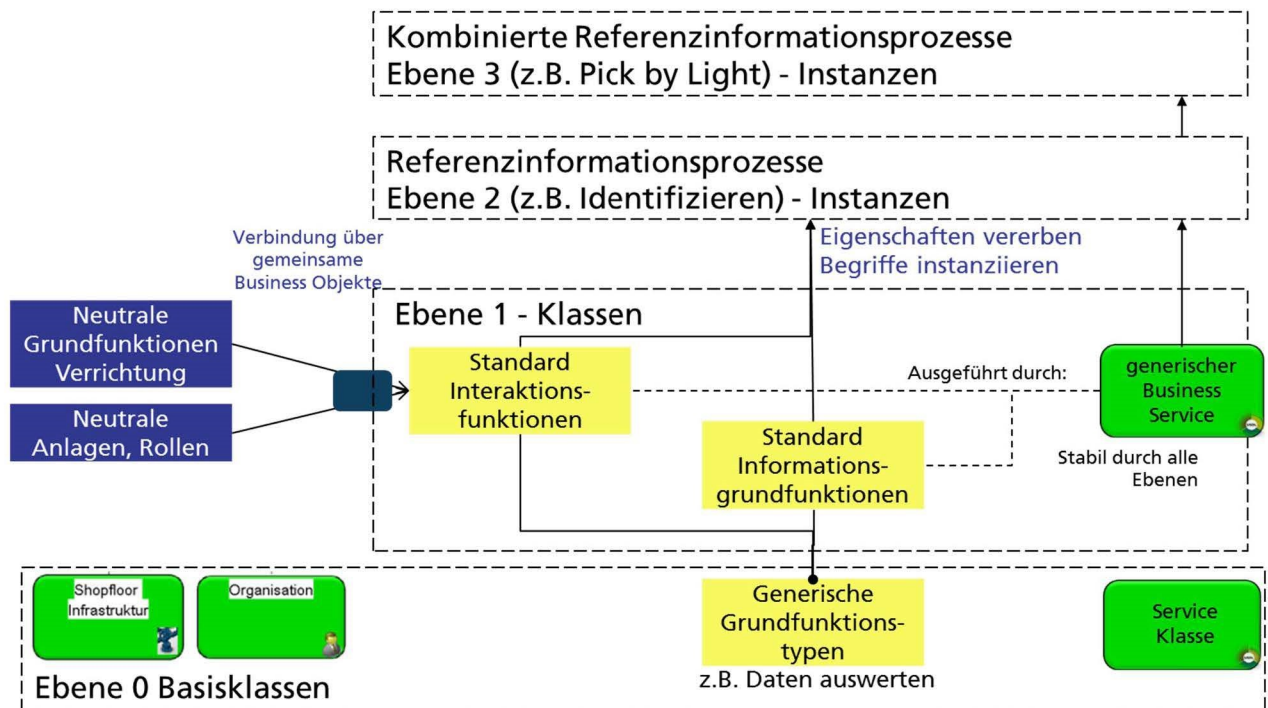 Kombinierte Referenzinformationsprozesse
Ebene 3 (z.B. Pick by Light) - Instanzen
Referenzinformationsprozesse
Ebene 2 (z.B. Identifizieren) - Instanzen
Verbindung über
gemeinsame
Business Objekte
Eigenschaften vererben
Begriffe instanziieren
Neutrale
Grundfunktionen
Verrichtung
Neutrale
Anlagen, Rollen
Ebene 1 - Klassen
Standard
Interaktions-
funktionen
Standard
Informations-
grundfunktionen
Ausgeführt durch:
generischer
Business
Service
Stabil durch alle
Ebenen
Shopfloor
Infrastruktur
Organisation
Generische
Grundfunktions-
typen
z.B. Daten auswerten
Service
Klasse
Ebene 0 Basisklassen